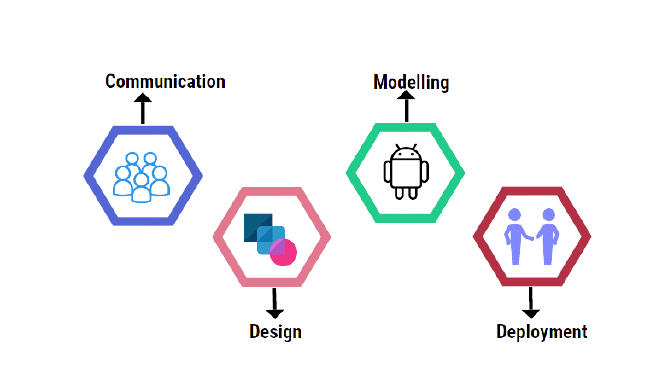 Communication
Modelling
Design
Deployment